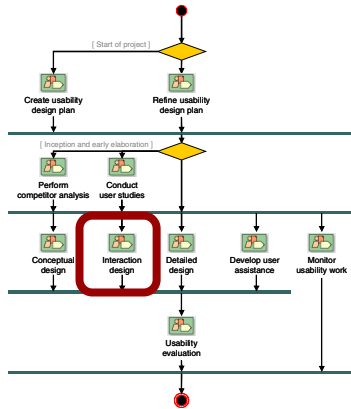 [ Start of project ]
Create usability
design plan
Refine usability
design plan
[ Inception and early elaboration ]
Perform
competitor analysis
Conduct
user studies
Conceptual
design
Interaction
design
Detailed
design
Develop user
assistance
Monitor
usability work
Usability
evaluation